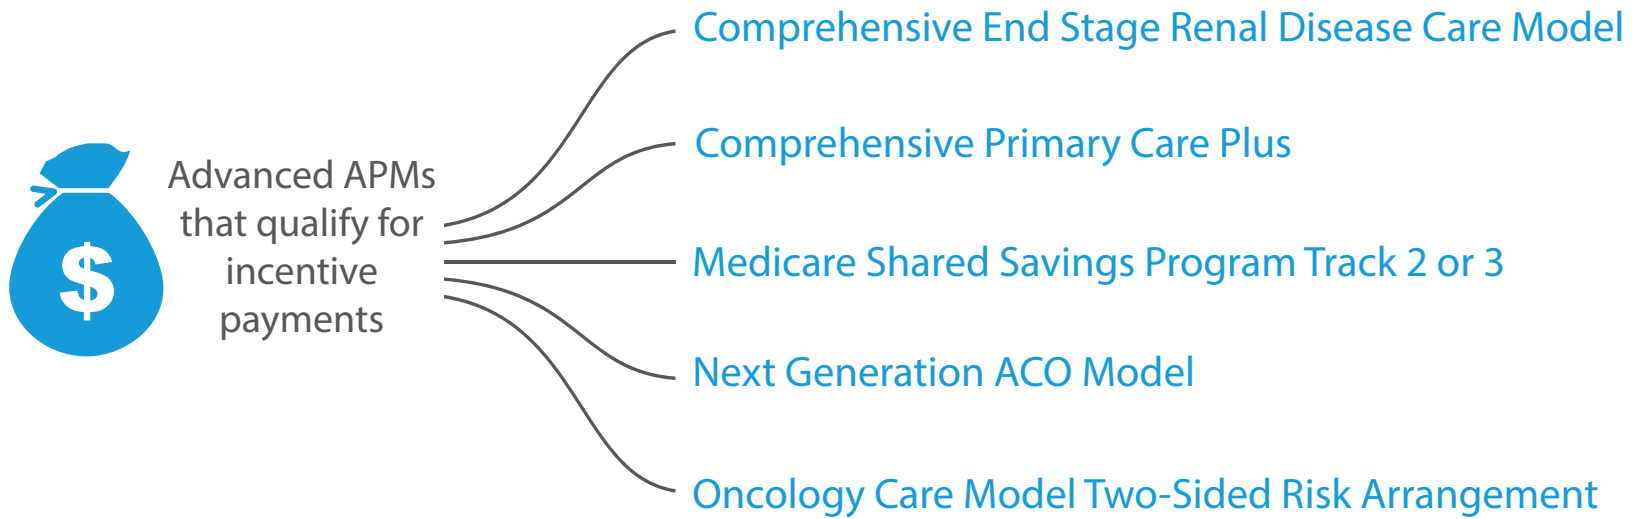 $
Advanced APMs
that qualify for
incentive
payments
Comprehensive End Stage Renal Disease Care Model
Comprehensive Primary Care Plus
Medicare Shared Savings Program Track 2 or 3
Next Generation ACO Model
Oncology Care Model Two-Sided Risk Arrangement